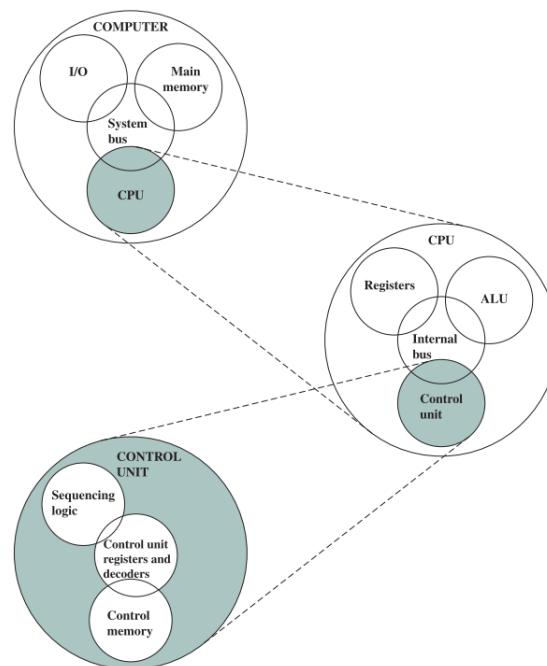 COMPUTER
I/O
Main
memory
System
bus
CPU
CPU
Registers
ALU
Internal
bus
Control
unit
CONTROL
UNIT
Sequencing
logic
Control unit
registers and
decoders
Control
memory